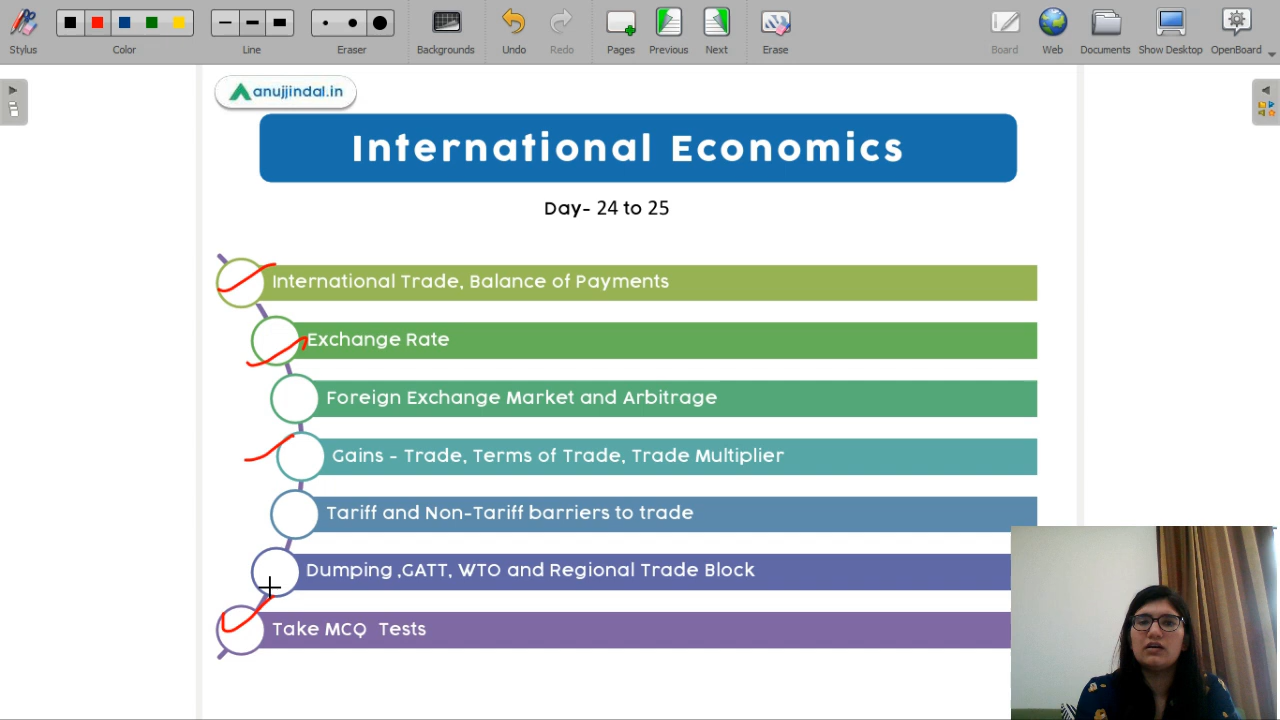 Stylus
Color
Line
Eraser
Backgrounds
Undo
Redo
Pages
Previous
Next
Erase
Board
Web
Documents
Show Desktop
OpenBoard
anujjindal.in
International Economics
Day- 24 to 25
International Trade, Balance of Payments
Exchange Rate
Foreign Exchange Market and Arbitrage
Gains - Trade, Terms of Trade, Trade Multiplier
Tariff and Non-Tariff barriers to trade
Dumping ,GATT, WTO and Regional Trade Block
Take MCQ Tests